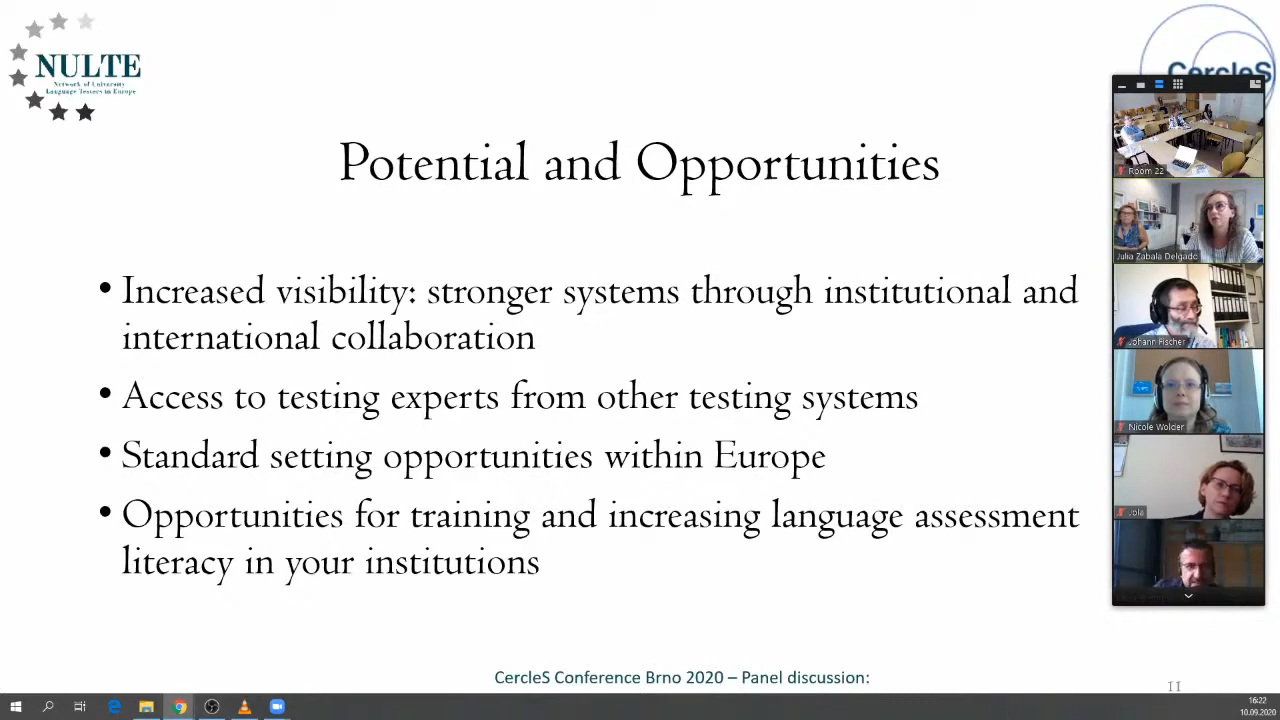 NULTE
Network of University
Language Testers in Europe
CercleS
Potential and Opportunities
• Increased visibility: stronger systems through institutional and
international collaboration
• Access to testing experts from other testing systems
• Standard setting opportunities within Europe
• Opportunities for training and increasing language assessment
literacy in your institutions
Room 22
Julia Zabala Delgado
Johann Fischer
Nicole Wolder
Jola
CercleS Conference Brno 2020 – Panel discussion:
11
16:22
10.09.2020